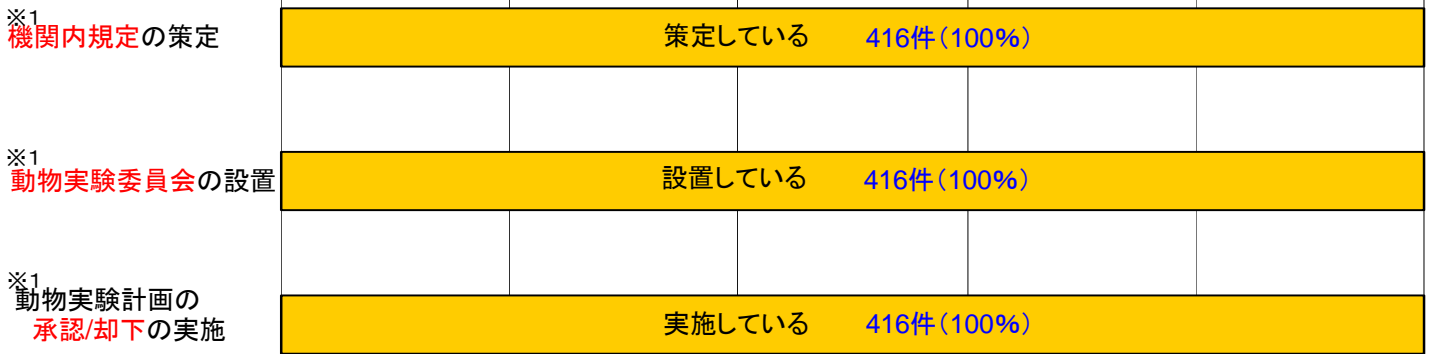 ※1
機関内規定の策定 策定している 416件(100%)
※1
動物実験委員会の設置 設置している 416件(100%)
※1
動物実験計画の
承認/却下の実施 実施している 416件(100%)